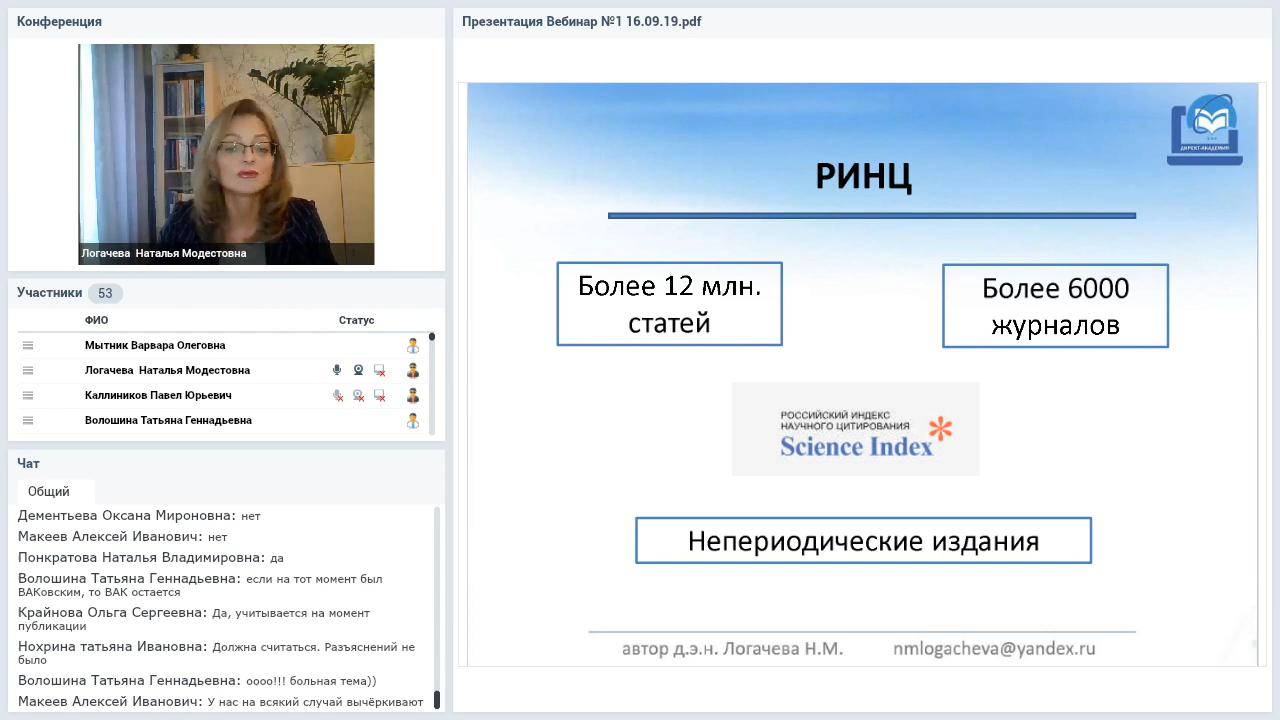 Конференция
Логачева  Наталья Модестовна
Участники 53
ФИО Статус
Мытник Варвара Олеговна
Логачева  Наталья Модестовна
Каллиников Павел Юрьевич
Волошина Татьяна Геннадьевна
Чат
Общий
Дементьева Оксана Мироновна: нет
Макеев Алексей Иванович: нет
Понкратова Наталья Владимировна: да
Волошина Татьяна Геннадьевна: если на тот момент был
ВАКовским, то ВАК остается
Крайнова Ольга Сергеевна: Да, учитывается на момент
публикации
Нохрина татьяна Ивановна: Должна считаться. Разъяснений не
было
Волошина Татьяна Геннадьевна: оооо!!! больная тема))
Макеев Алексей Иванович: У нас на всякий случай вычёркивают
Презентация Вебинар №1 16.09.19.pdf
ДИРЕКТ-АКАДЕМИЯ
РИНЦ
Более 12 млн.
статей
Более 6000
журналов
РОССИЙСКИЙ ИНДЕКС
НАУЧНОГО ЦИТИРОВАНИЯ
Science Index
Непериодические издания
автор д.э.н. Логачева Н.М. nmlogacheva@yandex.ru